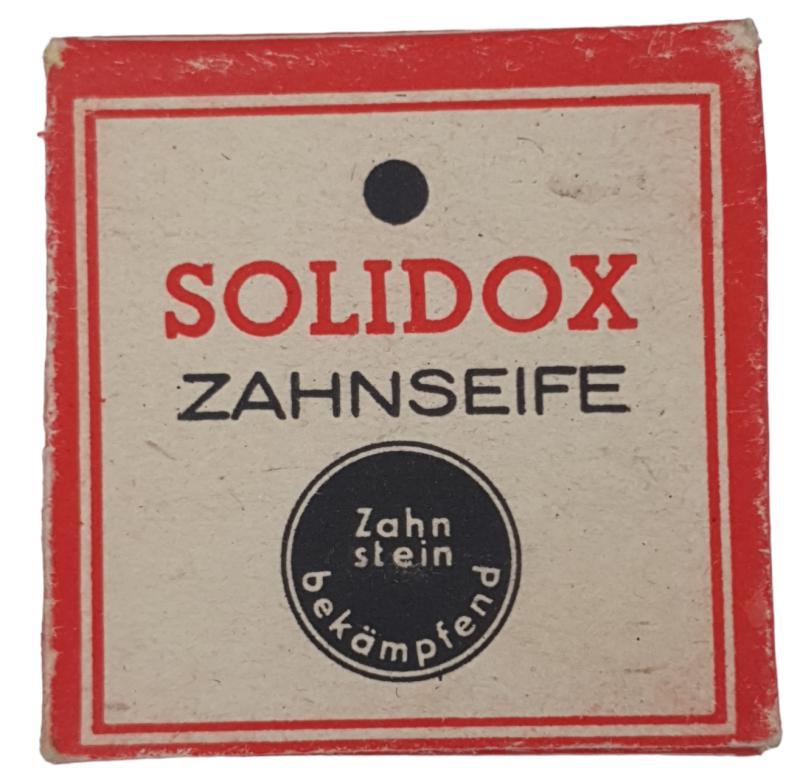 SOLIDOX
ZAHNSEIFE
Zahn
stein
bekämpfend